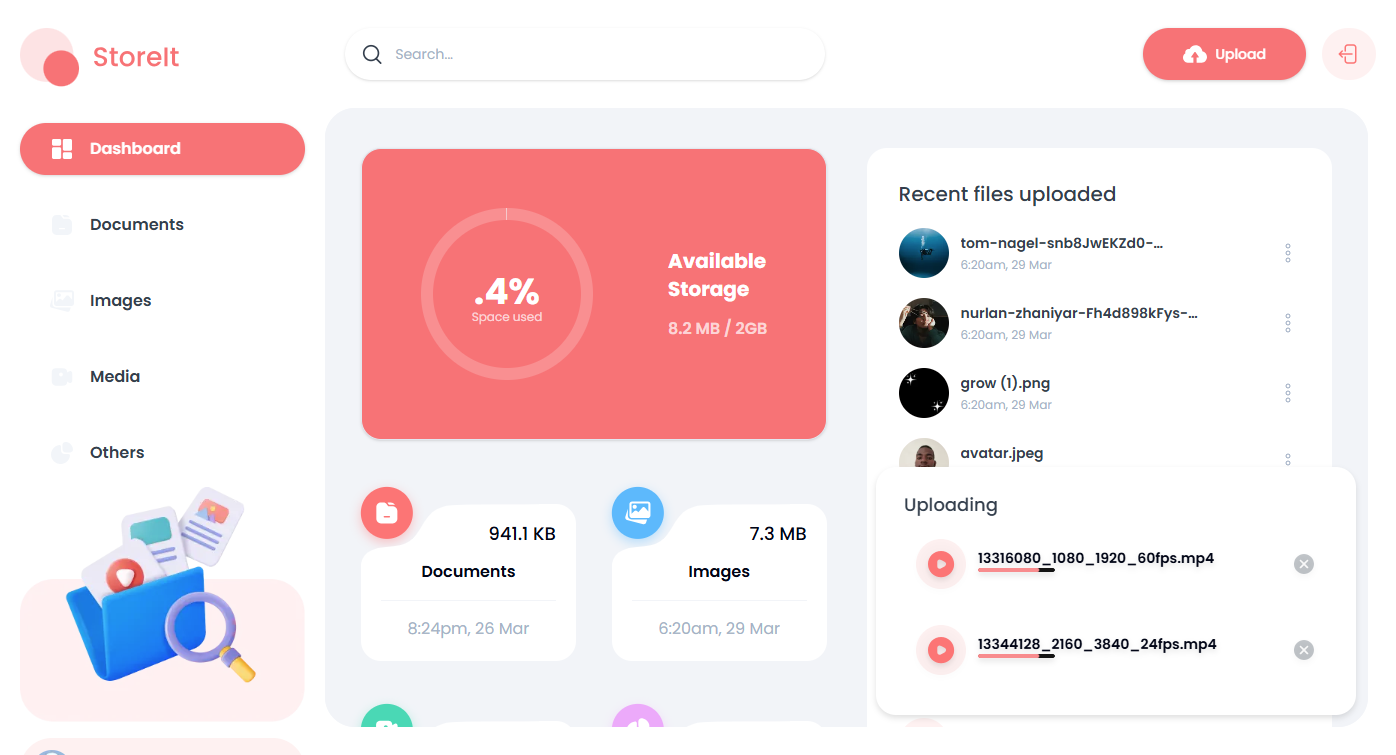 StoreIt
Search...
Upload
Dashboard
Documents
Images
Media
Others
.4%
Space used
Available
Storage
8.2 MB / 2GB
941.1 KB
Documents
8:24pm, 26 Mar
7.3 MB
Images
6:20am, 29 Mar
Recent files uploaded
tom-nagel-snb8JwEKZd0-...
6:20am, 29 Mar
nurlan-zhaniyar-Fh4d898kFys-...
6:20am, 29 Mar
grow (1).png
6:20am, 29 Mar
avatar.jpeg
Uploading
13316080_1080_1920_60fps.mp4
13344128_2160_3840_24fps.mp4